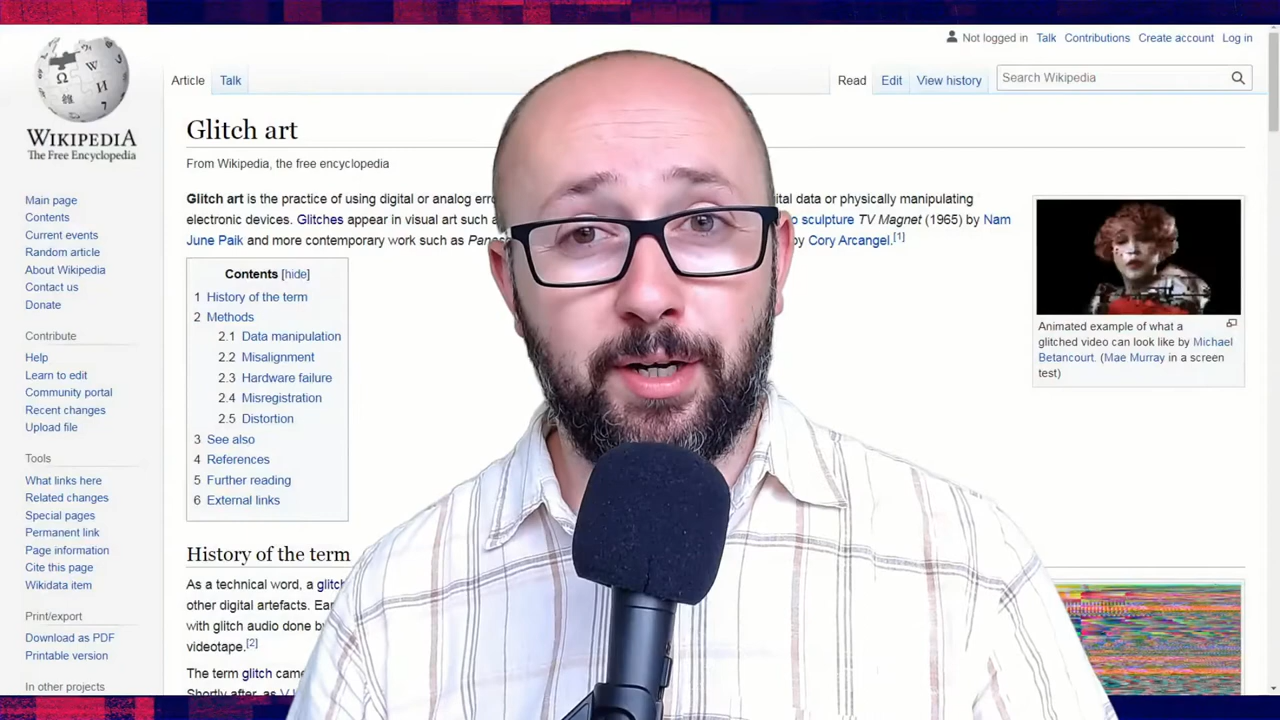 Not logged in Talk Contributions Create account Log in
Article Talk Read Edit View history Search Wikipedia
WIKIPEDIA
The Free Encyclopedia
Main page
Contents
Current events
Random article
About Wikipedia
Contact us
Donate
Contribute
Help
Learn to edit
Community portal
Recent changes
Upload file
Tools
What links here
Related changes
Special pages
Permanent link
Page information
Cite this page
Wikidata item
Print/export
Download as PDF
Printable version
In other projects
Glitch art
From Wikipedia, the free encyclopedia
Glitch art is the practice of using digital or analog data or physically manipulating
electronic devices. Glitches appear in visual art such sculpture TV Magnet (1965) by Nam
June Paik and more contemporary work such as by Cory Arcangel.[1]
Contents [hide]
1 History of the term
2 Methods
2.1 Data manipulation
2.2 Misalignment
2.3 Hardware failure
2.4 Misregistration
2.5 Distortion
3 See also
4 References
5 Further reading
6 External links
Animated example of what a
glitched video can look like by Michael
Betancourt. (Mae Murray in a screen
test)
History of the term
As a technical word, a
other digital artefacts.
with glitch audio done
videotape.[2]
The term glitch came
Shortly after, as